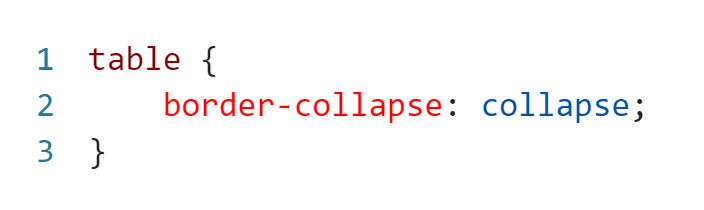 1 table {
2     border-collapse: collapse;
3 }